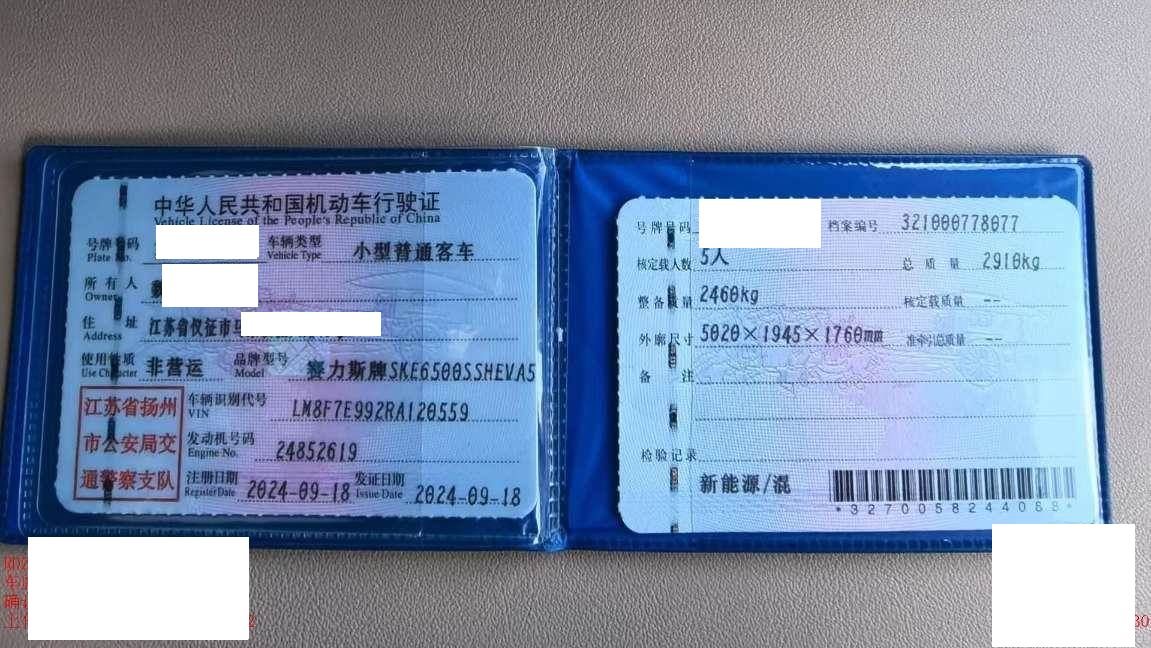 中华人民共和国机动车行驶证
Vehicle License of the People's Republic of China
号牌号码
Plate No.
车辆类型
Vehicle Type
小型普通客车
所有人
Owner
住址
Address
江苏省仪征市马
使用性质
Use Character
非营运
品牌型号
Model
赛力斯牌SKE6500SSHEVA5
江苏省扬州
市公安局交
通警察支队
车辆识别代号
VIN
LM8F7E992RA120559
发动机号码
Engine No.
24852619
注册日期
Register Date
2024-09-18
发证日期
Issue Date
2024-09-18
号牌号码
档案编号 321000778077
核定载人数 5人
总质量 2910kg
整备质量 2460kg
核定载质量 --
外廓尺寸 5020×1945×1760mm
准牵引总质量 --
备注
检验记录
新能源/混
*3270058244088*